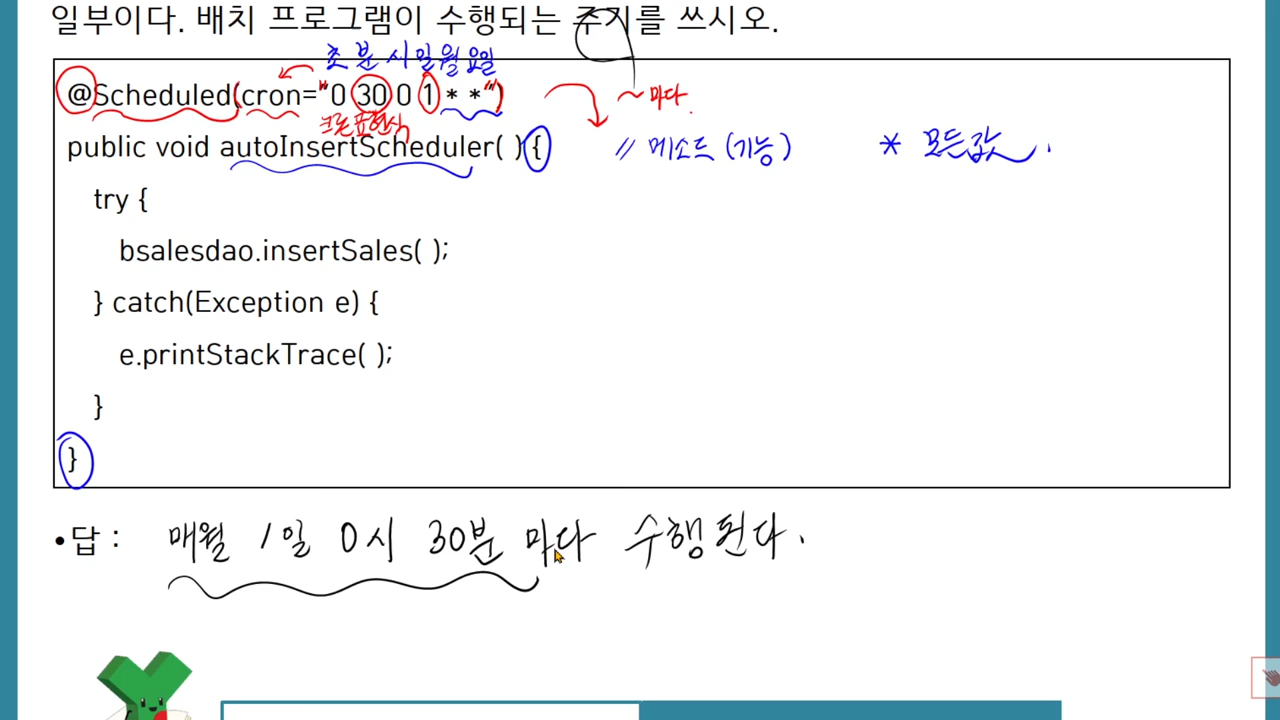 일부이다. 배치 프로그램이 수행되는 주기를 쓰시오.
초 분 시 일 월 요일
@Scheduled(cron="0 30 0 1 * *")
~마다.
크론표현식
public void autoInsertScheduler( ) { // 메소드 (기능) * 모든값.
try {
bsalesdao.insertSales( );
} catch(Exception e) {
e.printStackTrace( );
}
}
•답 : 매월 1일 0시 30분 마다 수행된다.